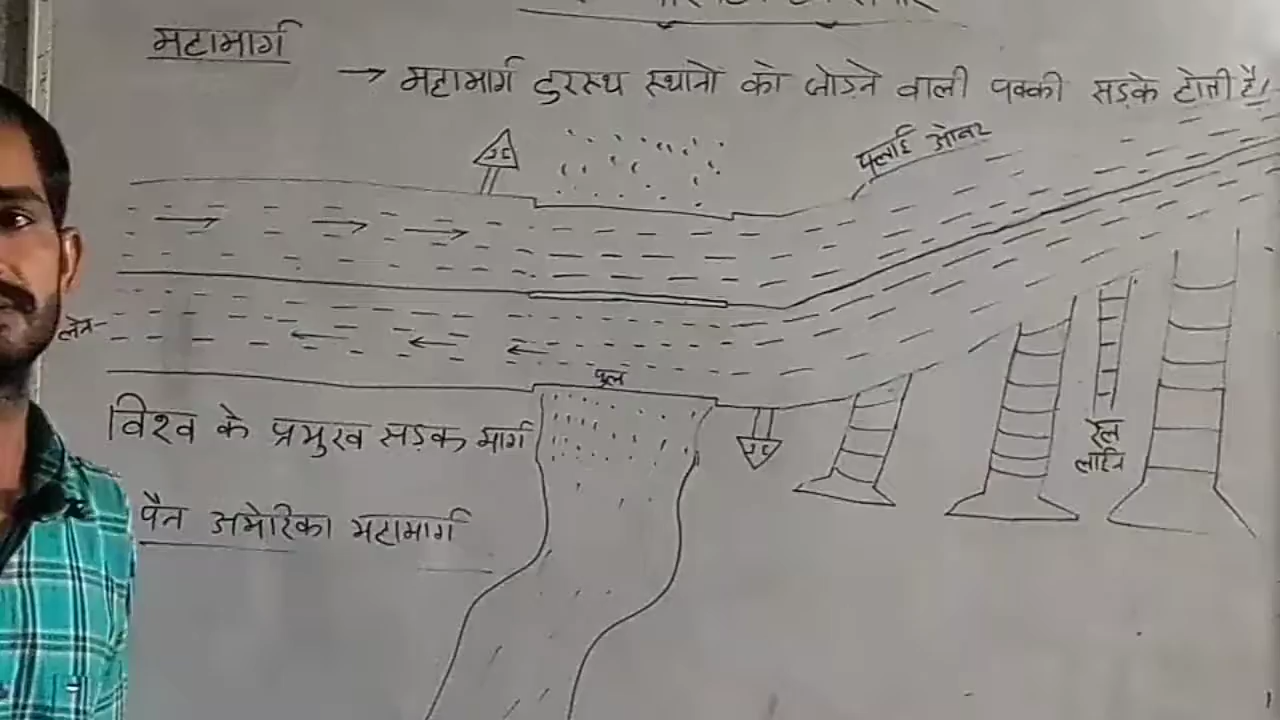 महामार्ग
→ महामार्ग दुरस्थ स्थानो को जोड़ने वाली पक्की सड़के होती है।
फ्लाई ओवर
लेन
पुल
विश्व के प्रमुख सड़क मार्ग
रेल
लाईन
पैन अमेरिका महामार्ग